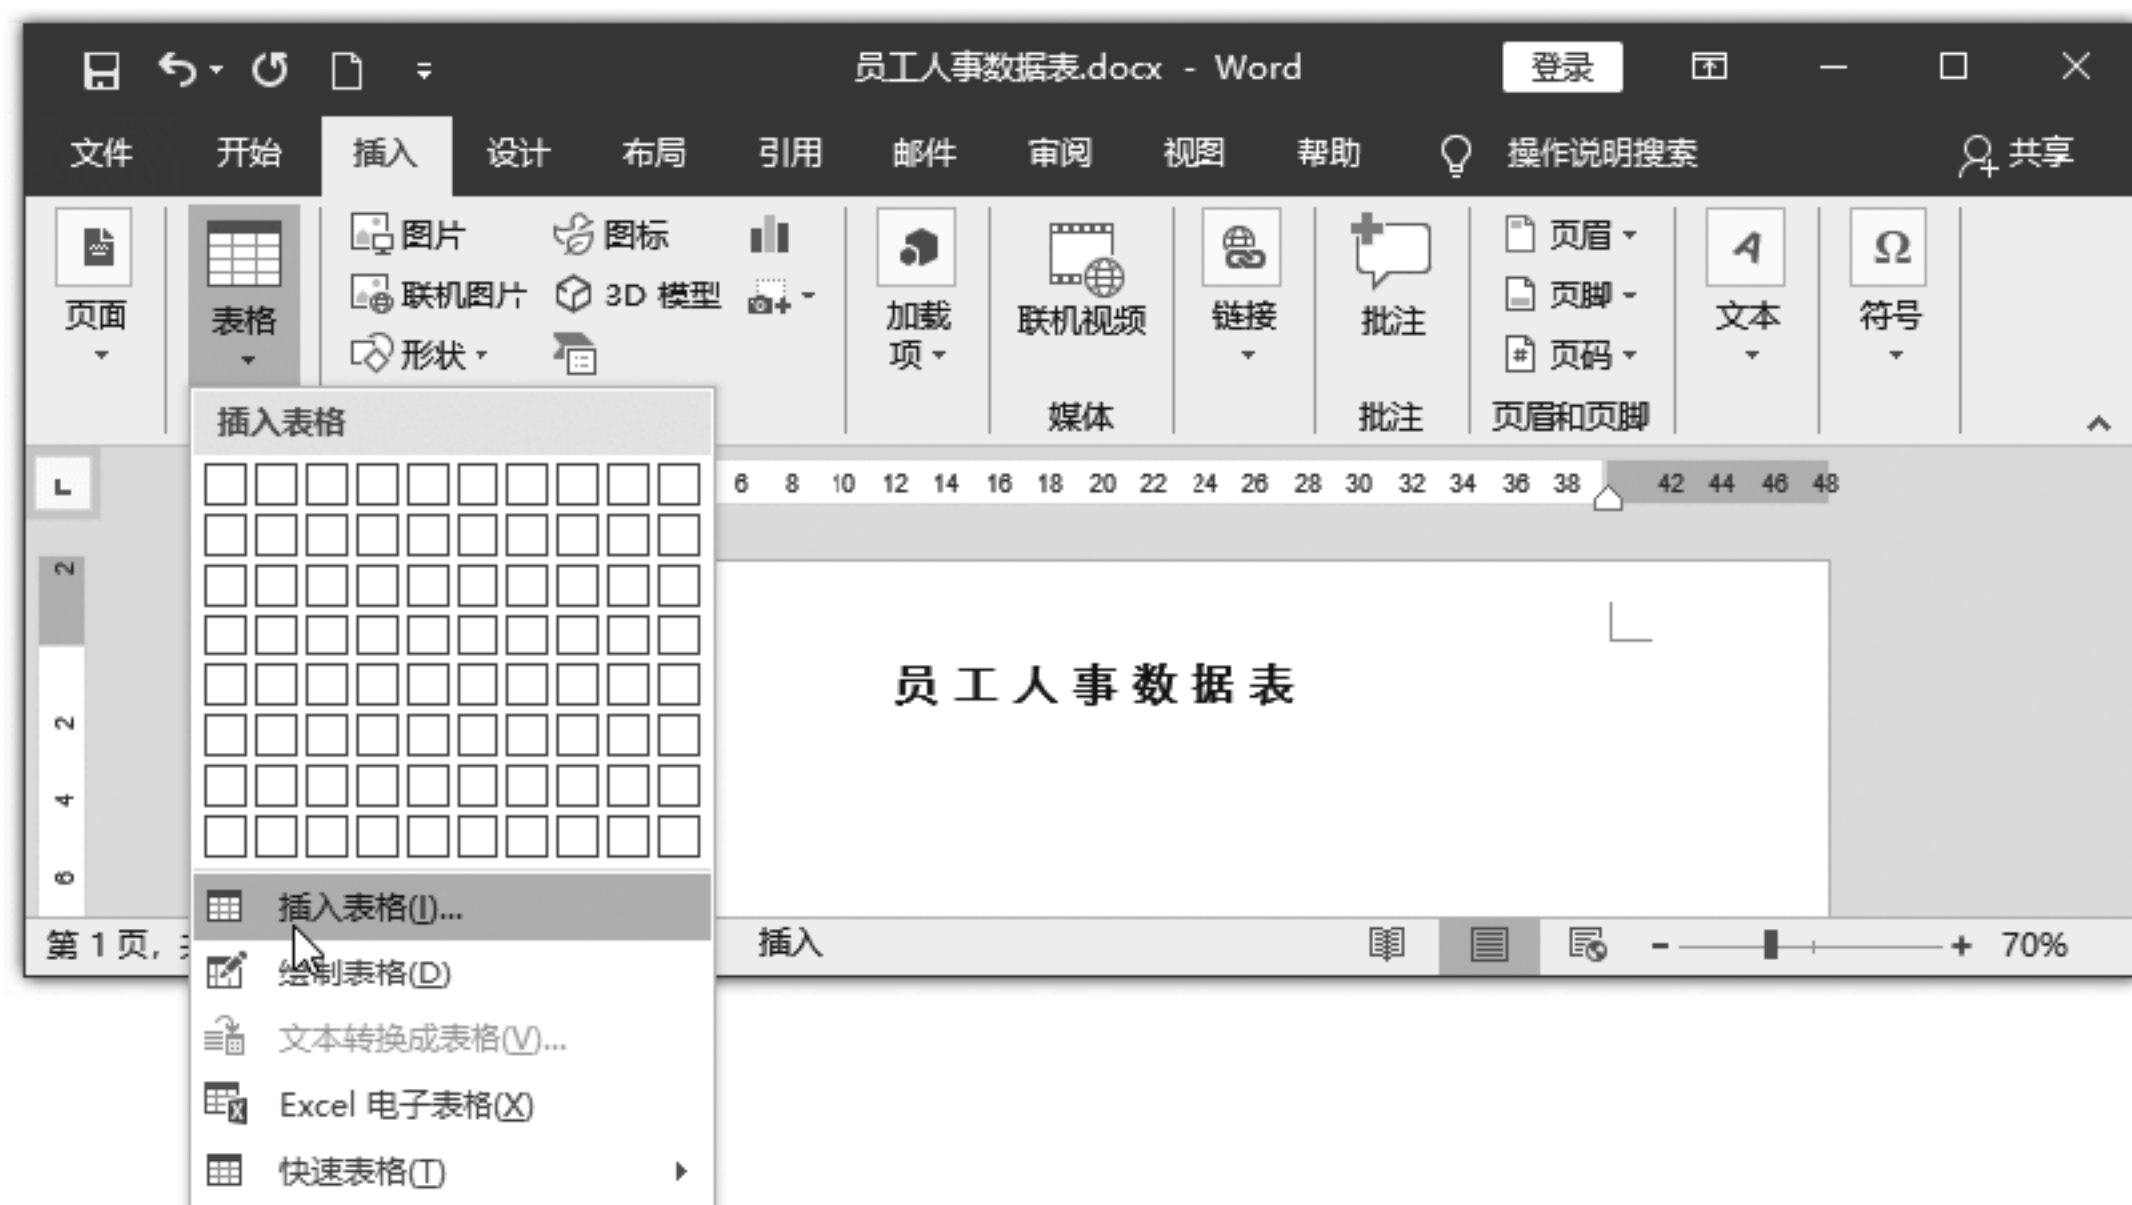 员工人事数据表.docx - Word
登录
文件 开始 插入 设计 布局 引用 邮件 审阅 视图 帮助 操作说明搜索 共享
页面
表格
图片
联机图片
形状
图标
3D 模型
加载项
联机视频
媒体
链接
批注
批注
页眉
页脚
页码
页眉和页脚
文本
符号
插入表格
L
6 8 10 12 14 16 18 20 22 24 26 28 30 32 34 36 38 42 44 46 48
2
2
4
6
员工人事数据表
插入表格(I)...
绘制表格(D)
文本转换成表格(V)...
Excel 电子表格(X)
快速表格(T)
第 1 页,
插入
70%